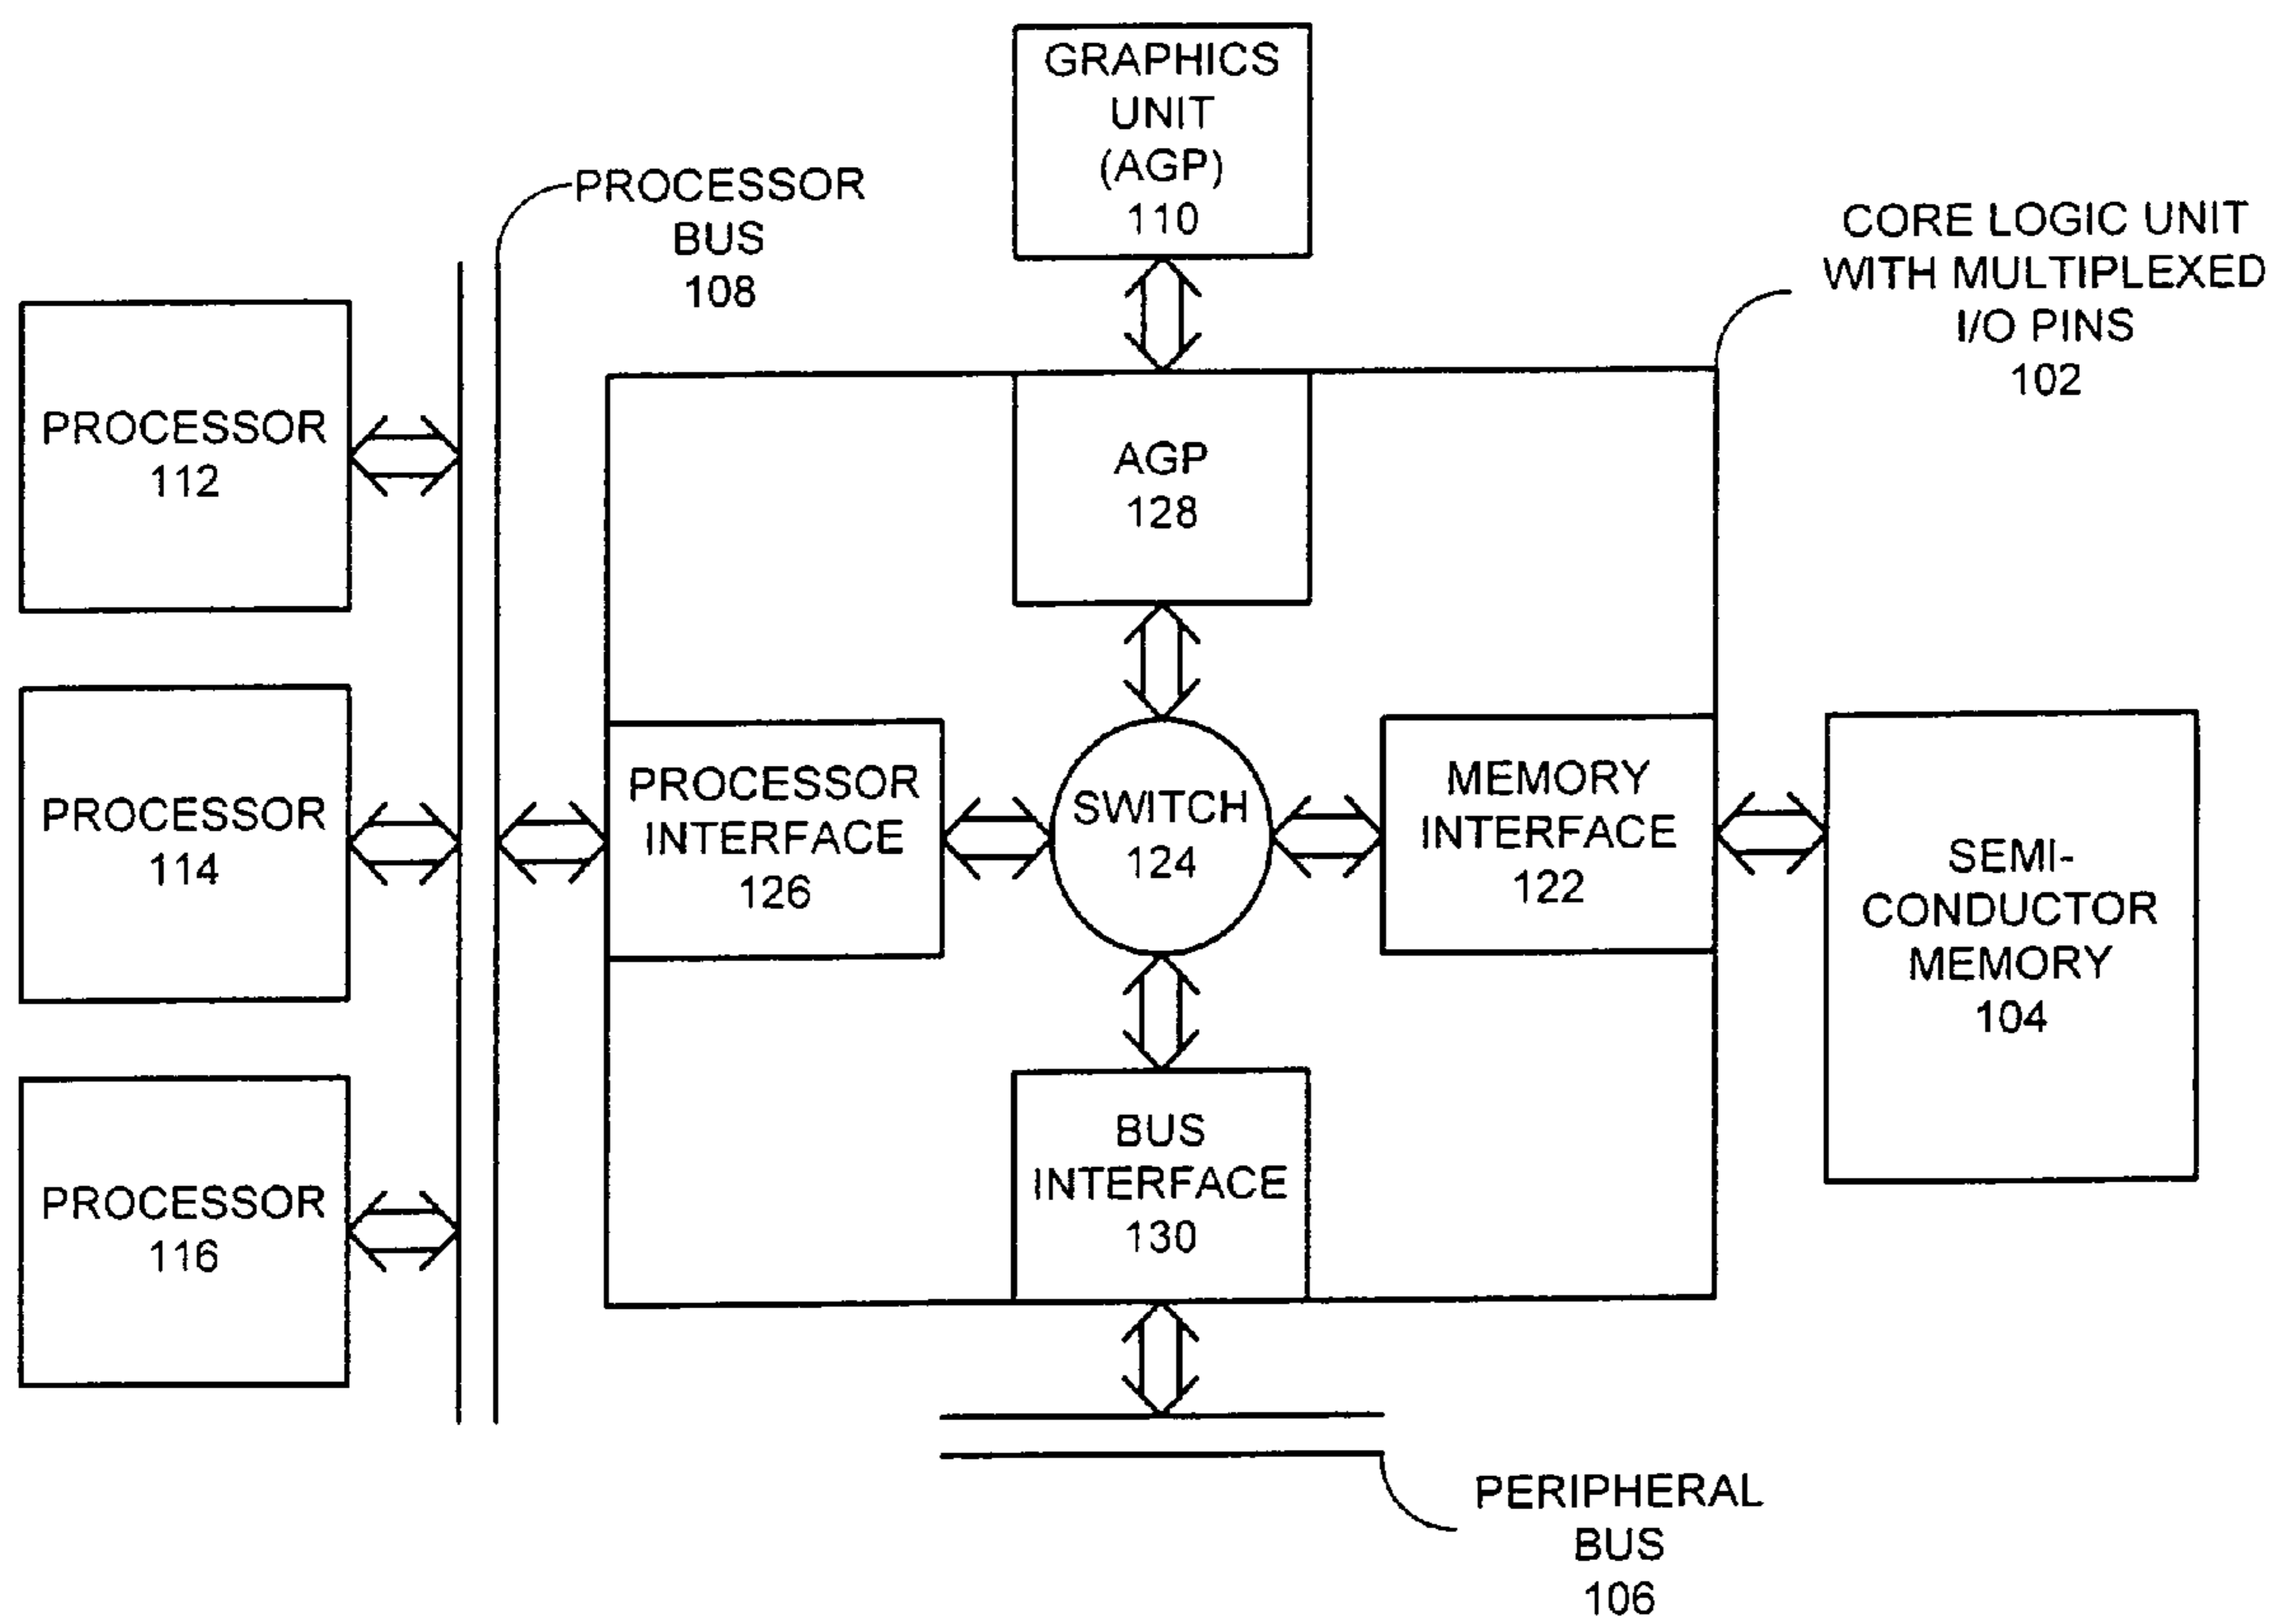 GRAPHICS
UNIT
(AGP)
110
PROCESSOR
BUS
108
CORE LOGIC UNIT
WITH MULTIPLEXED
I/O PINS
102
PROCESSOR
112
AGP
128
PROCESSOR
114
PROCESSOR
INTERFACE
126
SWITCH
124
MEMORY
INTERFACE
122
SEMI-
CONDUCTOR
MEMORY
104
PROCESSOR
116
BUS
INTERFACE
130
PERIPHERAL
BUS
106